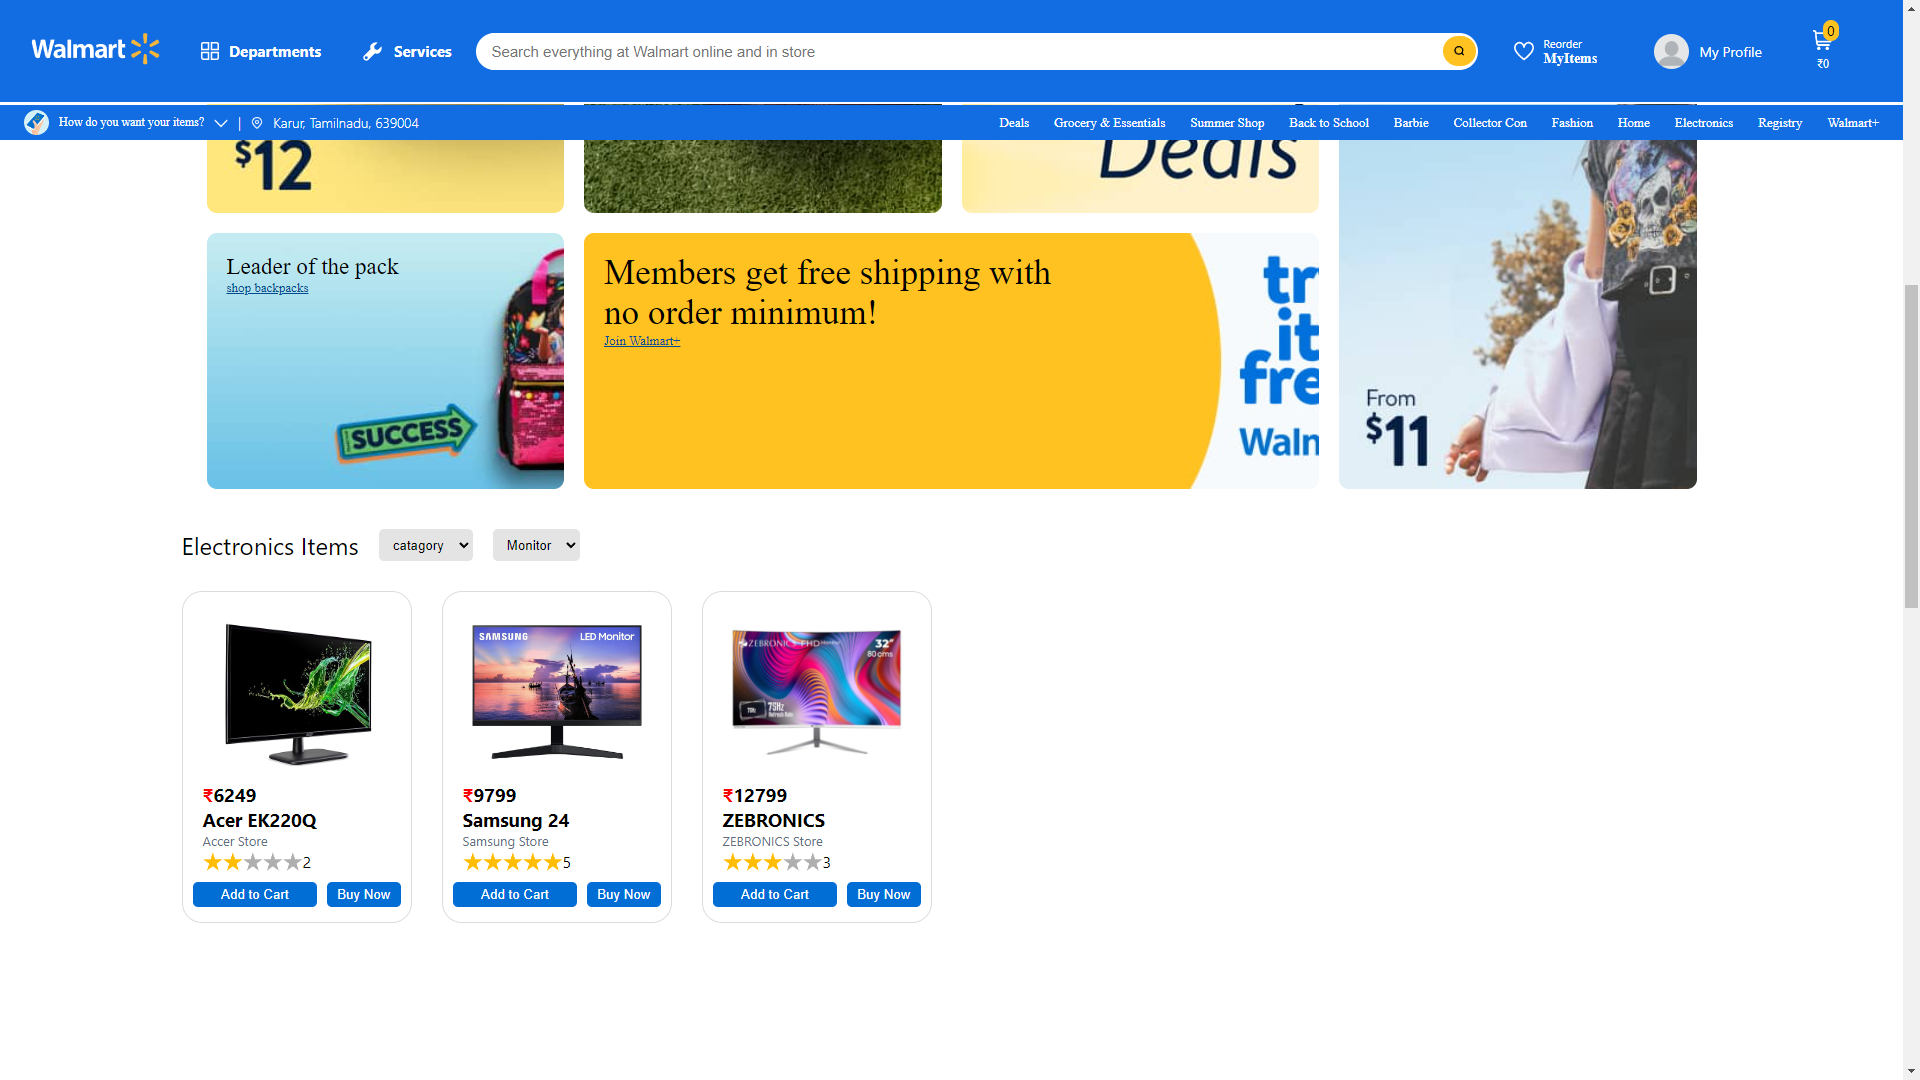 Walmart
Departments
Services
Search everything at Walmart online and in store
Reorder
MyItems
My Profile
0
₹0
How do you want your items?
|
Karur, Tamilnadu, 639004
Deals
Grocery & Essentials
Summer Shop
Back to School
Barbie
Collector Con
Fashion
Home
Electronics
Registry
Walmart+
$12
Deals
Leader of the pack
shop backpacks
SUCCESS
Members get free shipping with
no order minimum!
Join Walmart+
tr
it
fre
Waln
From
$11
Electronics Items
catagory
Monitor
SAMSUNG
LED Monitor
ZEBRONICS FHD Monitor
32"
80 cms
75Hz
Refresh Rate
₹6249
Acer EK220Q
Accer Store
★★★★★2
Add to Cart
Buy Now
₹9799
Samsung 24
Samsung Store
★★★★★5
Add to Cart
Buy Now
₹12799
ZEBRONICS
ZEBRONICS Store
★★★★★3
Add to Cart
Buy Now